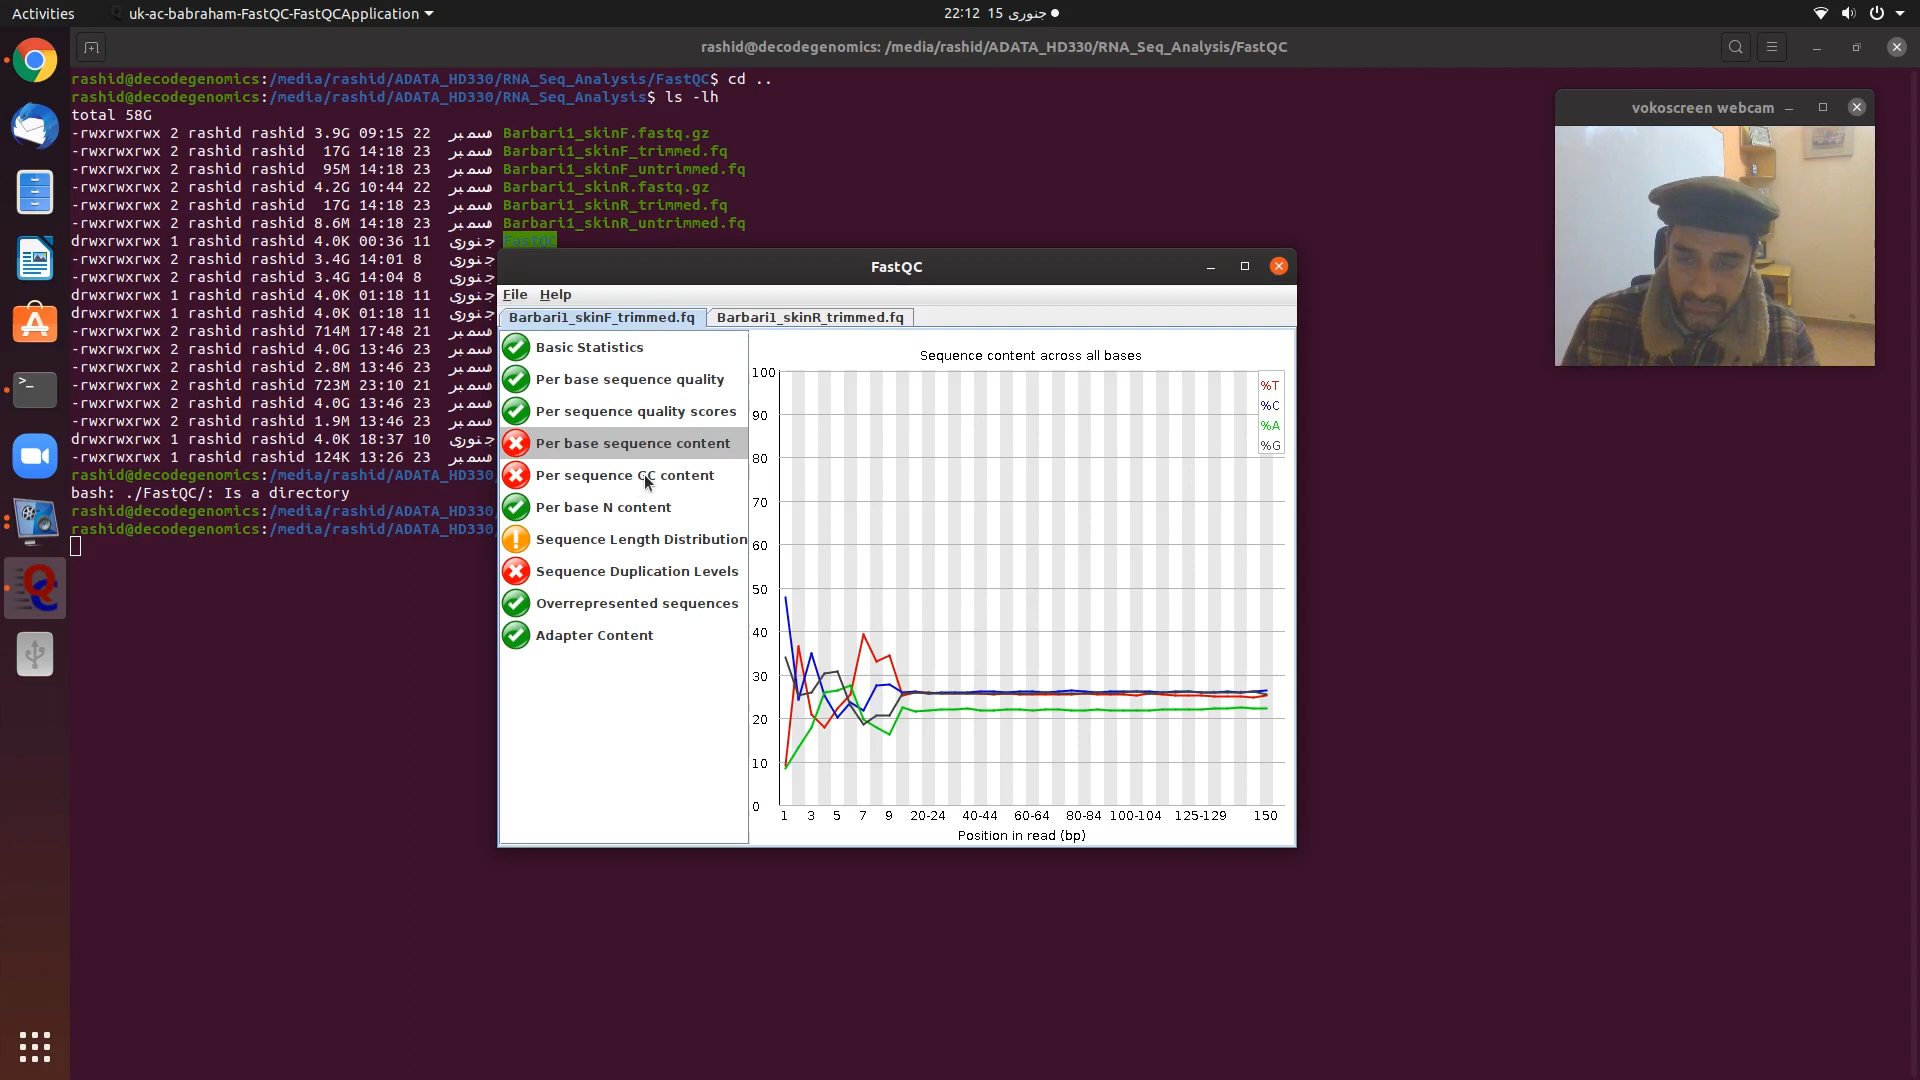 Activities
uk-ac-babraham-FastQC-FastQCApplication
22:12 15 جنوری
rashid@decodegenomics: /media/rashid/ADATA_HD330/RNA_Seq_Analysis/FastQC
rashid@decodegenomics:/media/rashid/ADATA_HD330/RNA_Seq_Analysis/FastQC$ cd ..
rashid@decodegenomics:/media/rashid/ADATA_HD330/RNA_Seq_Analysis$ ls -lh
total 58G
-rwxrwxrwx 2 rashid rashid 3.9G 09:15 22 دسمبر Barbari1_skinF.fastq.gz
-rwxrwxrwx 2 rashid rashid 17G 14:18 23 دسمبر Barbari1_skinF_trimmed.fq
-rwxrwxrwx 2 rashid rashid 95M 14:18 23 دسمبر Barbari1_skinF_untrimmed.fq
-rwxrwxrwx 2 rashid rashid 4.2G 10:44 22 دسمبر Barbari1_skinR.fastq.gz
-rwxrwxrwx 2 rashid rashid 17G 14:18 23 دسمبر Barbari1_skinR_trimmed.fq
-rwxrwxrwx 2 rashid rashid 8.6M 14:18 23 دسمبر Barbari1_skinR_untrimmed.fq
drwxrwxrwx 1 rashid rashid 4.0K 00:36 11 جنوری FastQC
-rwxrwxrwx 2 rashid rashid 3.4G 14:01 8 جنوری
-rwxrwxrwx 2 rashid rashid 3.4G 14:04 8 جنوری
drwxrwxrwx 1 rashid rashid 4.0K 01:18 11 جنوری
drwxrwxrwx 1 rashid rashid 4.0K 01:18 11 جنوری
-rwxrwxrwx 2 rashid rashid 714M 17:48 21 دسمبر
-rwxrwxrwx 2 rashid rashid 4.0G 13:46 23 دسمبر
-rwxrwxrwx 2 rashid rashid 2.8M 13:46 23 دسمبر
-rwxrwxrwx 2 rashid rashid 723M 23:10 21 دسمبر
-rwxrwxrwx 2 rashid rashid 4.0G 13:46 23 دسمبر
-rwxrwxrwx 2 rashid rashid 1.9M 13:46 23 دسمبر
drwxrwxrwx 1 rashid rashid 4.0K 18:37 10 جنوری
-rwxrwxrwx 2 rashid rashid 124K 13:26 23 دسمبر
rashid@decodegenomics:/media/rashid/ADATA_HD330
bash: ./FastQC/: Is a directory
rashid@decodegenomics:/media/rashid/ADATA_HD330
rashid@decodegenomics:/media/rashid/ADATA_HD330
FastQC
File Help
Barbari1_skinF_trimmed.fq Barbari1_skinR_trimmed.fq
Basic Statistics
Per base sequence quality
Per sequence quality scores
Per base sequence content
Per sequence GC content
Per base N content
Sequence Length Distribution
Sequence Duplication Levels
Overrepresented sequences
Adapter Content
Sequence content across all bases
%T
%C
%A
%G
100
90
80
70
60
50
40
30
20
10
0
1 3 5 7 9 20-24 40-44 60-64 80-84 100-104 125-129 150
Position in read (bp)
vokoscreen webcam